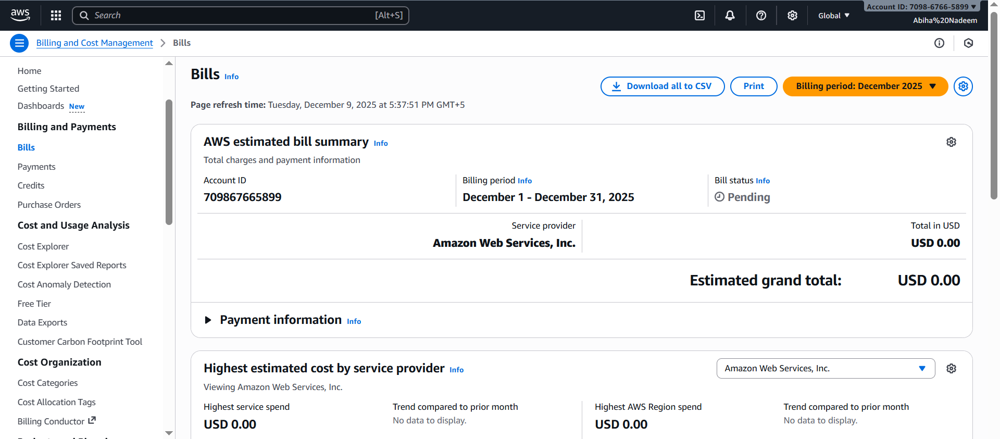 aws
Search
[Alt+S]
Global
Account ID: 7098-6766-5899
Abiha%20Nadeem
Billing and Cost Management
Bills
Home
Getting Started
Dashboards New
Billing and Payments
Bills
Payments
Credits
Purchase Orders
Cost and Usage Analysis
Cost Explorer
Cost Explorer Saved Reports
Cost Anomaly Detection
Free Tier
Data Exports
Customer Carbon Footprint Tool
Cost Organization
Cost Categories
Cost Allocation Tags
Billing Conductor
Bills Info
Download all to CSV
Print
Billing period: December 2025
Page refresh time: Tuesday, December 9, 2025 at 5:37:51 PM GMT+5
AWS estimated bill summary Info
Total charges and payment information
Account ID
709867665899
Billing period Info
December 1 - December 31, 2025
Bill status Info
Pending
Service provider
Amazon Web Services, Inc.
Total in USD
USD 0.00
Estimated grand total: USD 0.00
Payment information Info
Highest estimated cost by service provider Info
Amazon Web Services, Inc.
Viewing Amazon Web Services, Inc.
Highest service spend
USD 0.00
Trend compared to prior month
No data to display.
Highest AWS Region spend
USD 0.00
Trend compared to prior month
No data to display.